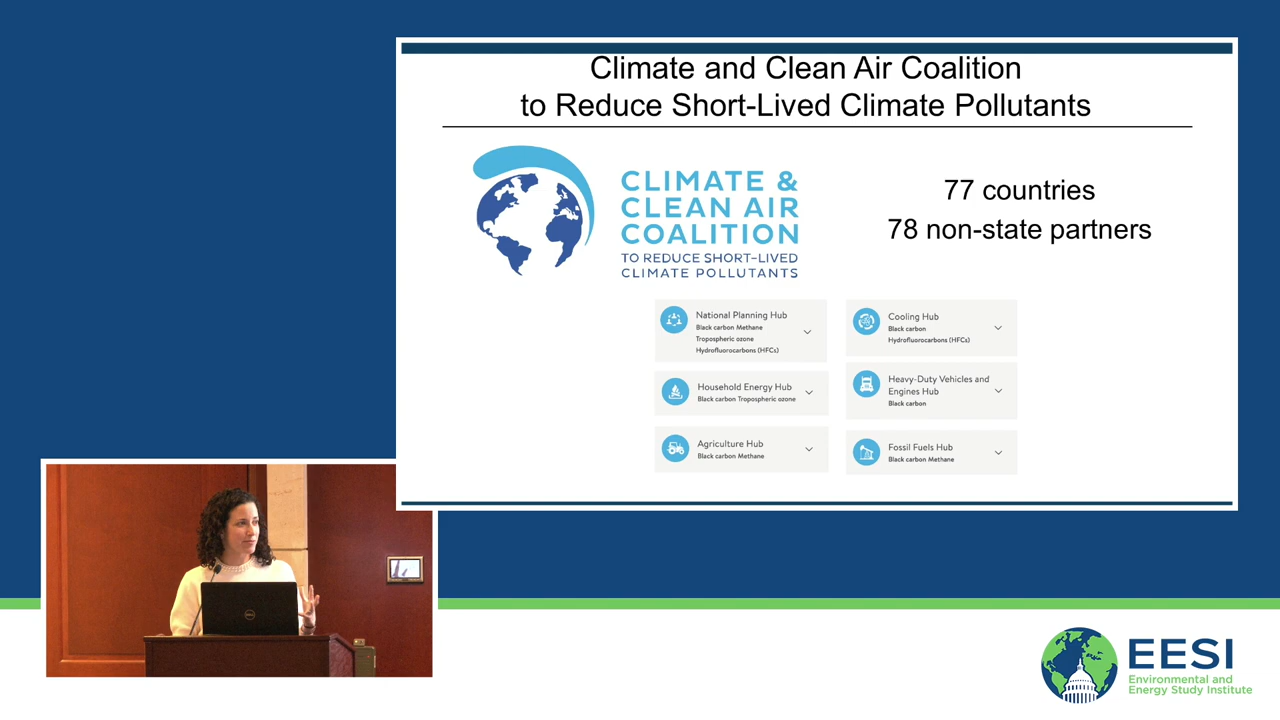 Climate and Clean Air Coalition
to Reduce Short-Lived Climate Pollutants
CLIMATE &
CLEAN AIR
COALITION
TO REDUCE SHORT-LIVED
CLIMATE POLLUTANTS
77 countries
78 non-state partners
National Planning Hub
Black carbon Methane
Tropospheric ozone
Hydrofluorocarbons (HFCs)
Household Energy Hub
Black carbon Tropospheric ozone
Agriculture Hub
Black carbon Methane
Cooling Hub
Black carbon
Hydrofluorocarbons (HFCs)
Heavy-Duty Vehicles and
Engines Hub
Black carbon
Fossil Fuels Hub
Black carbon Methane
DELL
EESI
Environmental and
Energy Study Institute